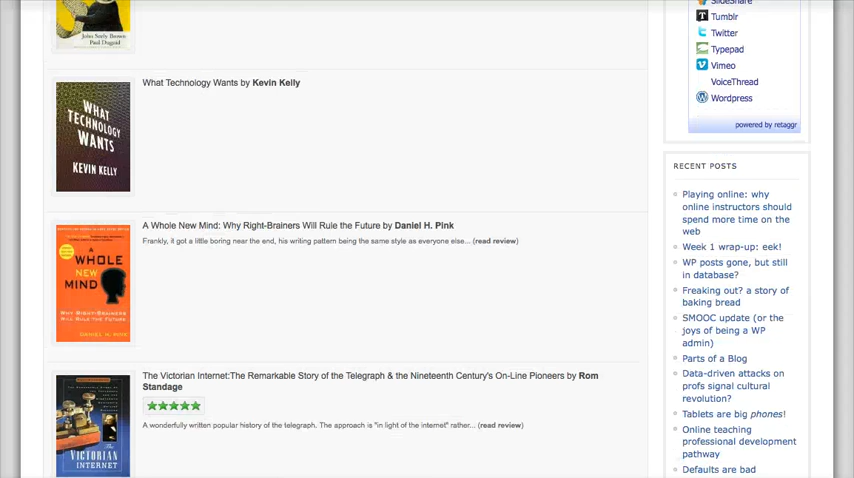 John Seely Brown
Paul Duguid
What Technology Wants by Kevin Kelly
WHAT
TECHNOLOGY
WANTS
KEVIN KELLY
A Whole New Mind: Why Right-Brainers Will Rule the Future by Daniel H. Pink
Frankly, it got a little boring near the end, his writing pattern being the same style as everyone else... (read review)
A
WHOLE
NEW
MIND
WHY RIGHT-BRAINERS
WILL RULE THE FUTURE
DANIEL H. PINK
The Victorian Internet:The Remarkable Story of the Telegraph & the Nineteenth Century's On-Line Pioneers by Rom
Standage
A wonderfully written popular history of the telegraph. The approach is "in light of the internet" rather... (read review)
The
VICTORIAN
INTERNET
SlideShare
Tumblr
Twitter
Typepad
Vimeo
VoiceThread
Wordpress
powered by retaggr
RECENT POSTS
Playing online: why
online instructors should
spend more time on the
web
Week 1 wrap-up: eek!
WP posts gone, but still
in database?
Freaking out? a story of
baking bread
SMOOC update (or the
joys of being a WP
admin)
Parts of a Blog
Data-driven attacks on
profs signal cultural
revolution?
Tablets are big phones!
Online teaching
professional development
pathway
Defaults are bad